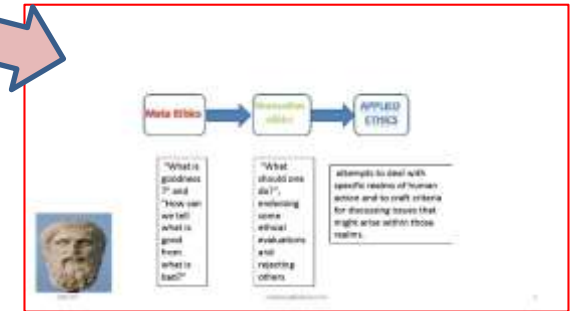 Meta Ethics
Normative
ethics
APPLIED
ETHICS
"What is
goodness
?" and
"How can
we tell
what is
good
from
what is
bad?"
"What
should one
do?",
endorsing
some
ethical
evaluations
and
rejecting
others
attempts to deal with
specific realms of human
action and to craft criteria
for discussing issues that
might arise within those
realms.